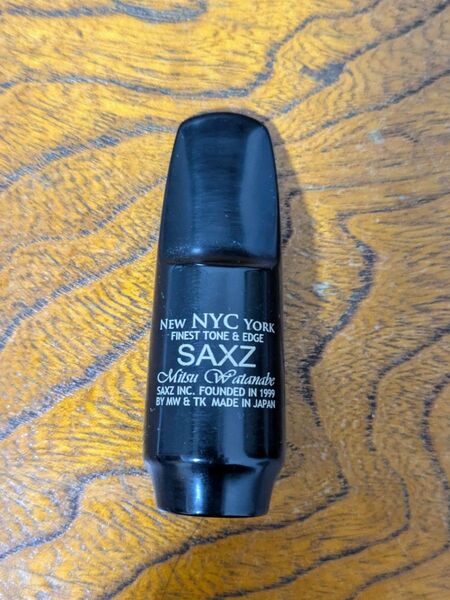 NEW NYC YORK
FINEST TONE & EDGE
SAXZ
Mitsu Watanabe
SAXZ INC. FOUNDED IN 1999
BY MW & TK MADE IN JAPAN